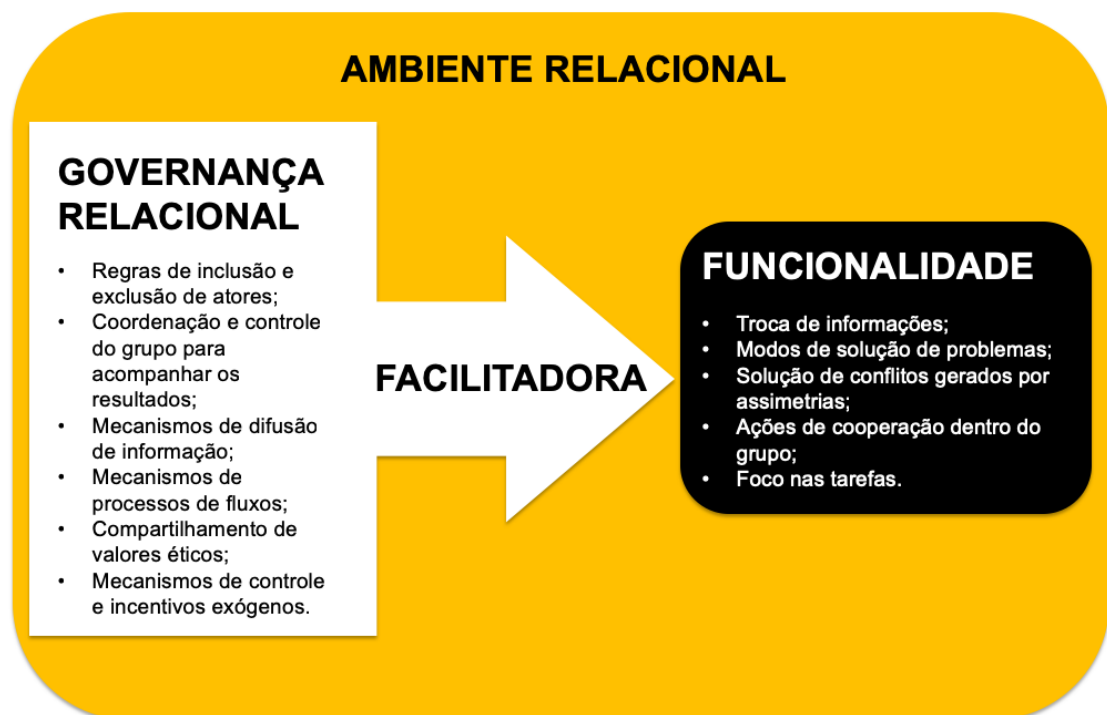 AMBIENTE RELACIONAL
GOVERNANÇA
RELACIONAL
• Regras de inclusão e
exclusão de atores;
• Coordenação e controle
do grupo para
acompanhar os
resultados;
• Mecanismos de difusão
de informação;
• Mecanismos de
processos de fluxos;
• Compartilhamento de
valores éticos;
• Mecanismos de controle
e incentivos exógenos.
FACILITADORA
FUNCIONALIDADE
• Troca de informações;
• Modos de solução de problemas;
• Solução de conflitos gerados por
assimetrias;
• Ações de cooperação dentro do
grupo;
• Foco nas tarefas.